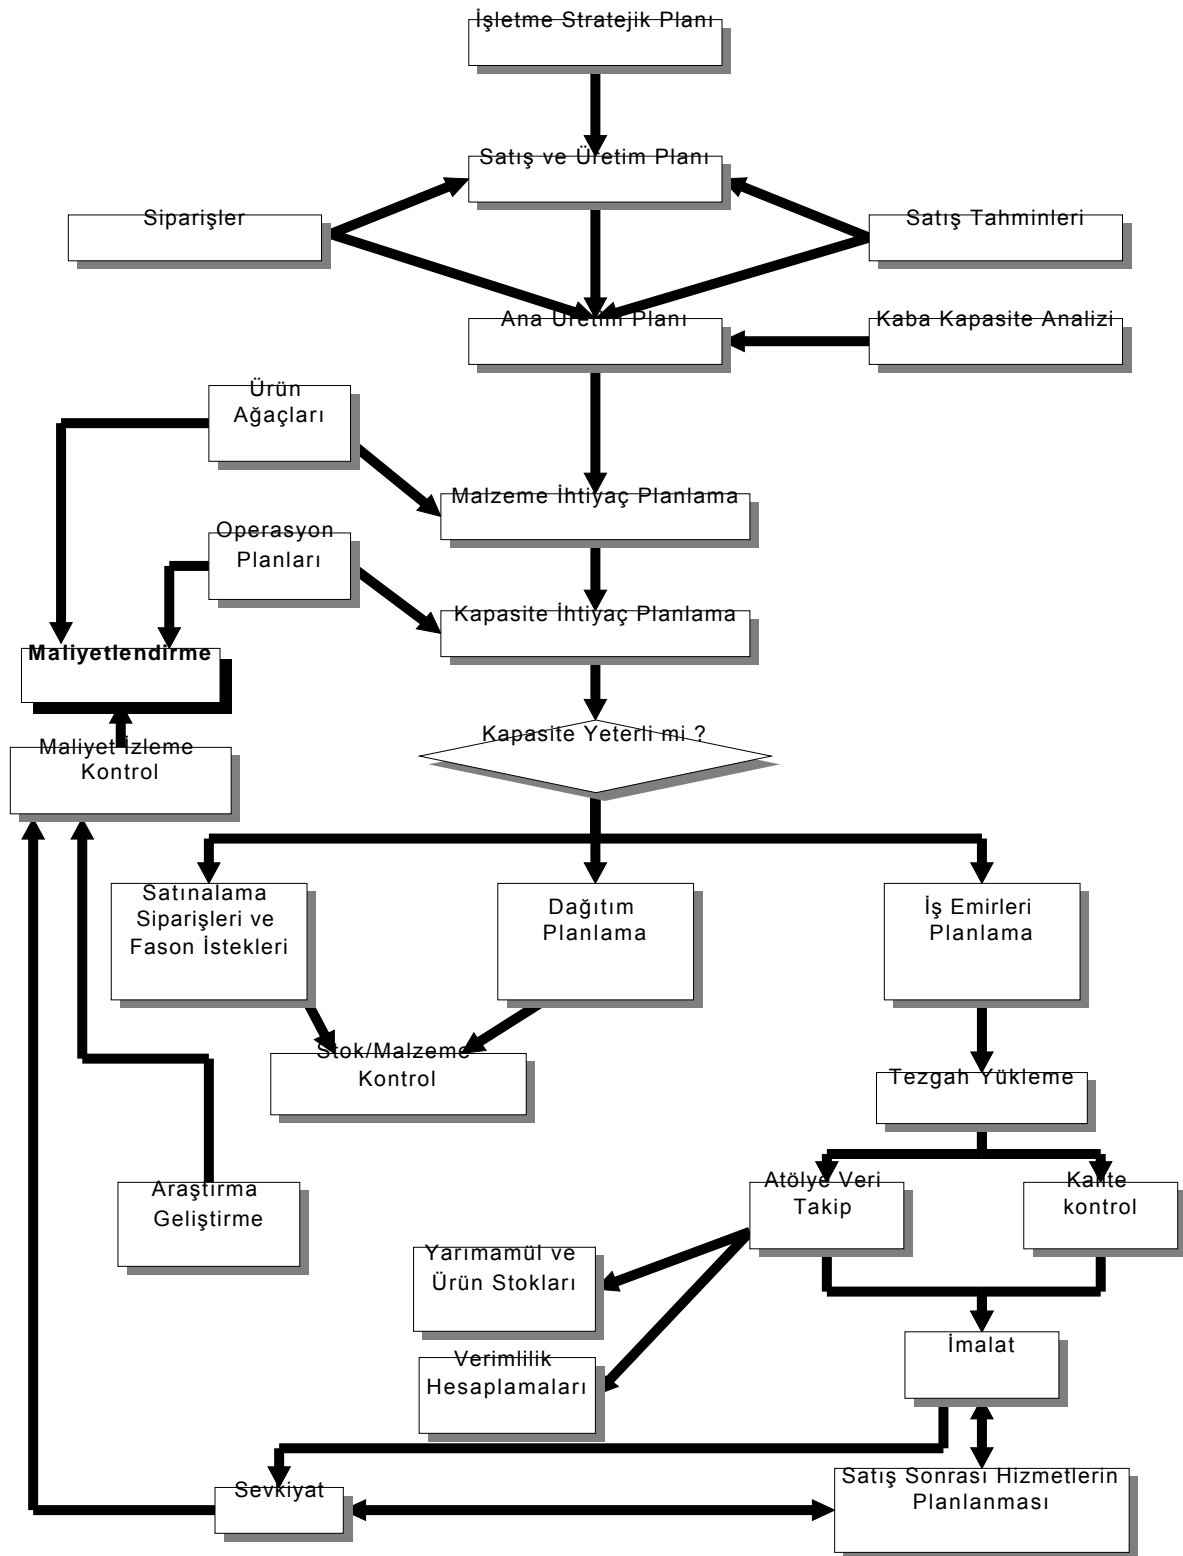 İşletme Stratejik Planı
Satış ve Üretim Planı
Siparişler
Satış Tahminleri
Ana Üretim Planı
Kaba Kapasite Analizi
Ürün
Ağaçları
Malzeme İhtiyaç Planlama
Operasyon
Planları
Kapasite İhtiyaç Planlama
Maliyetlendirme
Kapasite Yeterli mi ?
Maliyet İzleme
Kontrol
Satınalama
Siparişleri ve
Fason İstekleri
Dağıtım
Planlama
İş Emirleri
Planlama
Stok/Malzeme
Kontrol
Tezgah Yükleme
Araştırma
Geliştirme
Atölye Veri
Takip
Kalite
kontrol
Yarımamül ve
Ürün Stokları
İmalat
Verimlilik
Hesaplamaları
Sevkiyat
Satış Sonrası Hizmetlerin
Planlanması